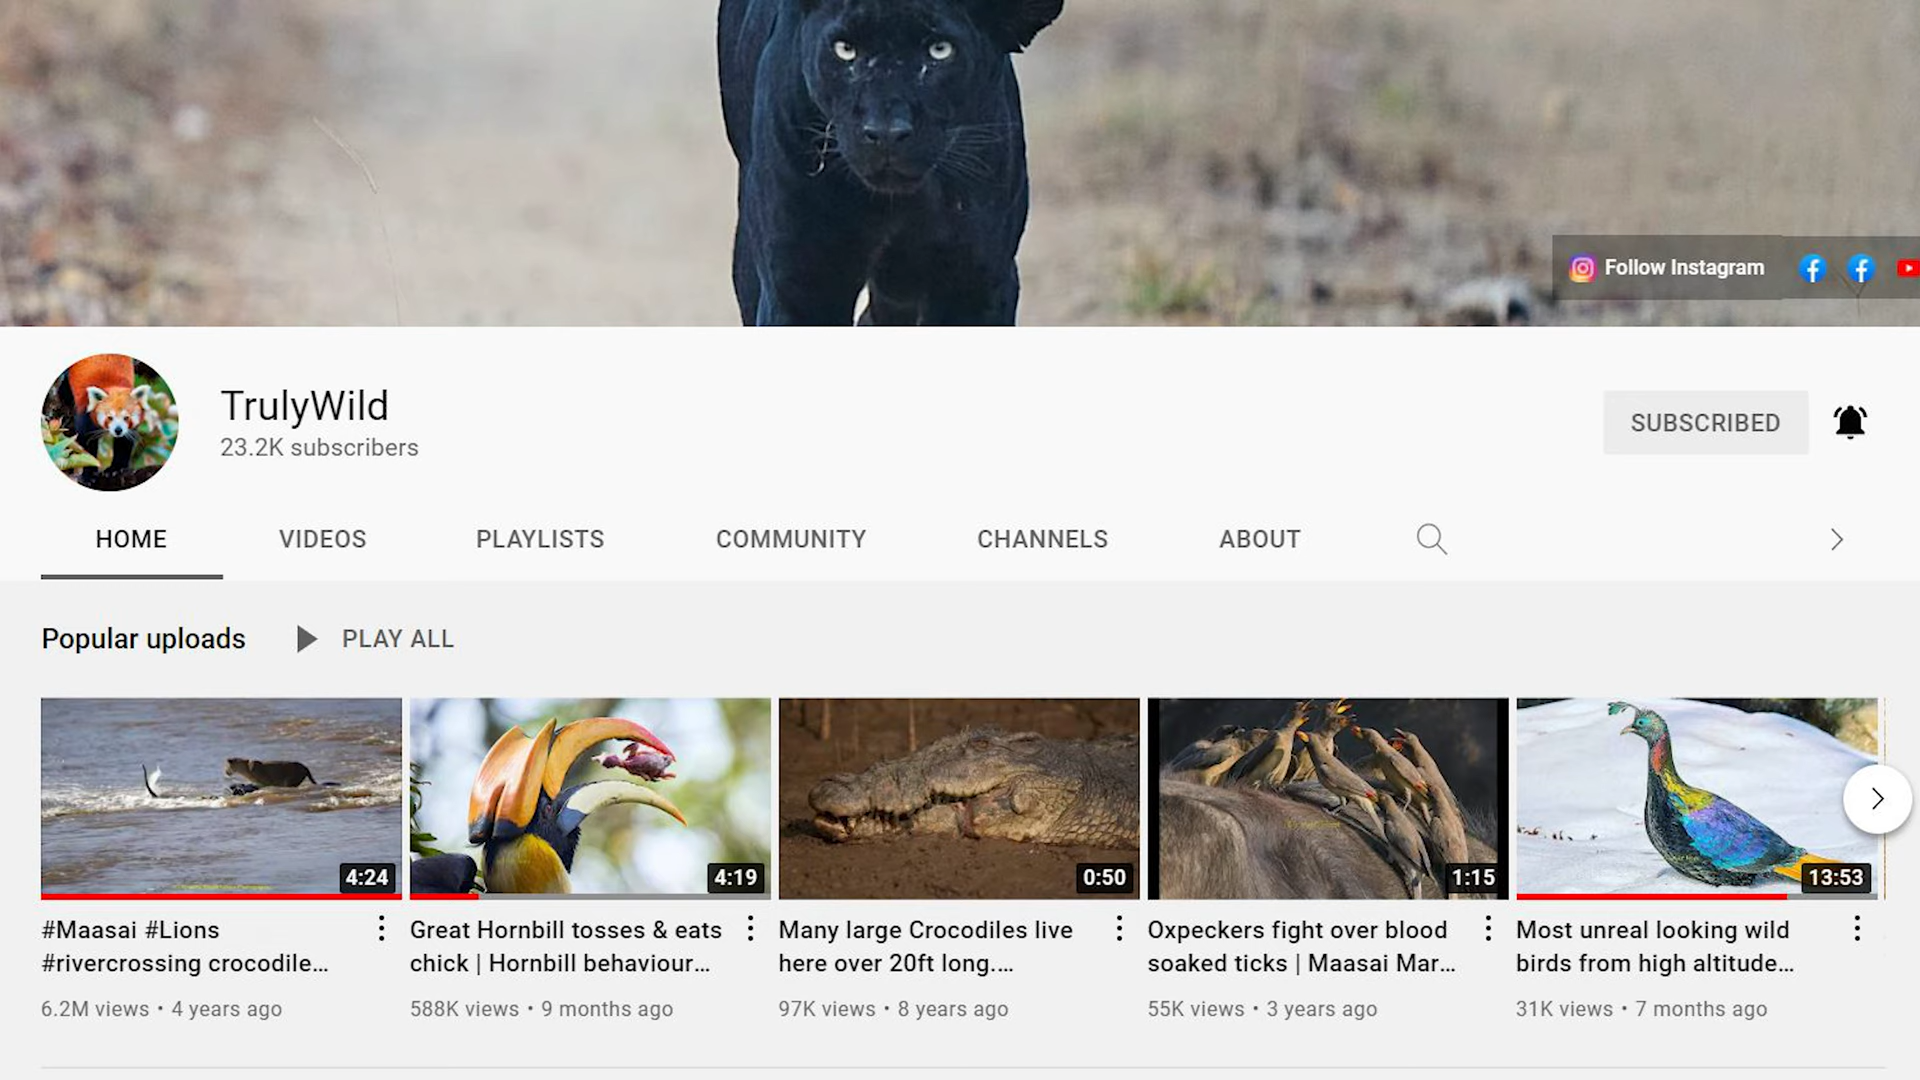 Follow Instagram
TrulyWild
23.2K subscribers
SUBSCRIBED
HOME
VIDEOS
PLAYLISTS
COMMUNITY
CHANNELS
ABOUT
Popular uploads
PLAY ALL
4:24
4:19
0:50
1:15
13:53
#Maasai #Lions
#rivercrossing crocodile...
6.2M views • 4 years ago
Great Hornbill tosses & eats
chick | Hornbill behaviour...
588K views • 9 months ago
Many large Crocodiles live
here over 20ft long....
97K views • 8 years ago
Oxpeckers fight over blood
soaked ticks | Maasai Mar...
55K views • 3 years ago
Most unreal looking wild
birds from high altitude...
31K views • 7 months ago